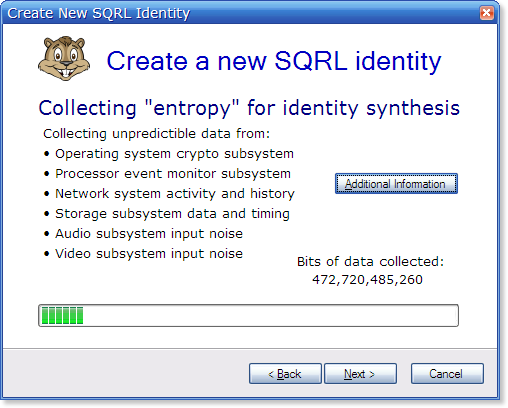 Create New SQRL Identity
Create a new SQRL identity
Collecting "entropy" for identity synthesis
Collecting unpredictible data from:
• Operating system crypto subsystem
• Processor event monitor subsystem
• Network system activity and history
• Storage subsystem data and timing
• Audio subsystem input noise
• Video subsystem input noise
Additional Information
Bits of data collected:
472,720,485,260
< Back
Next >
Cancel